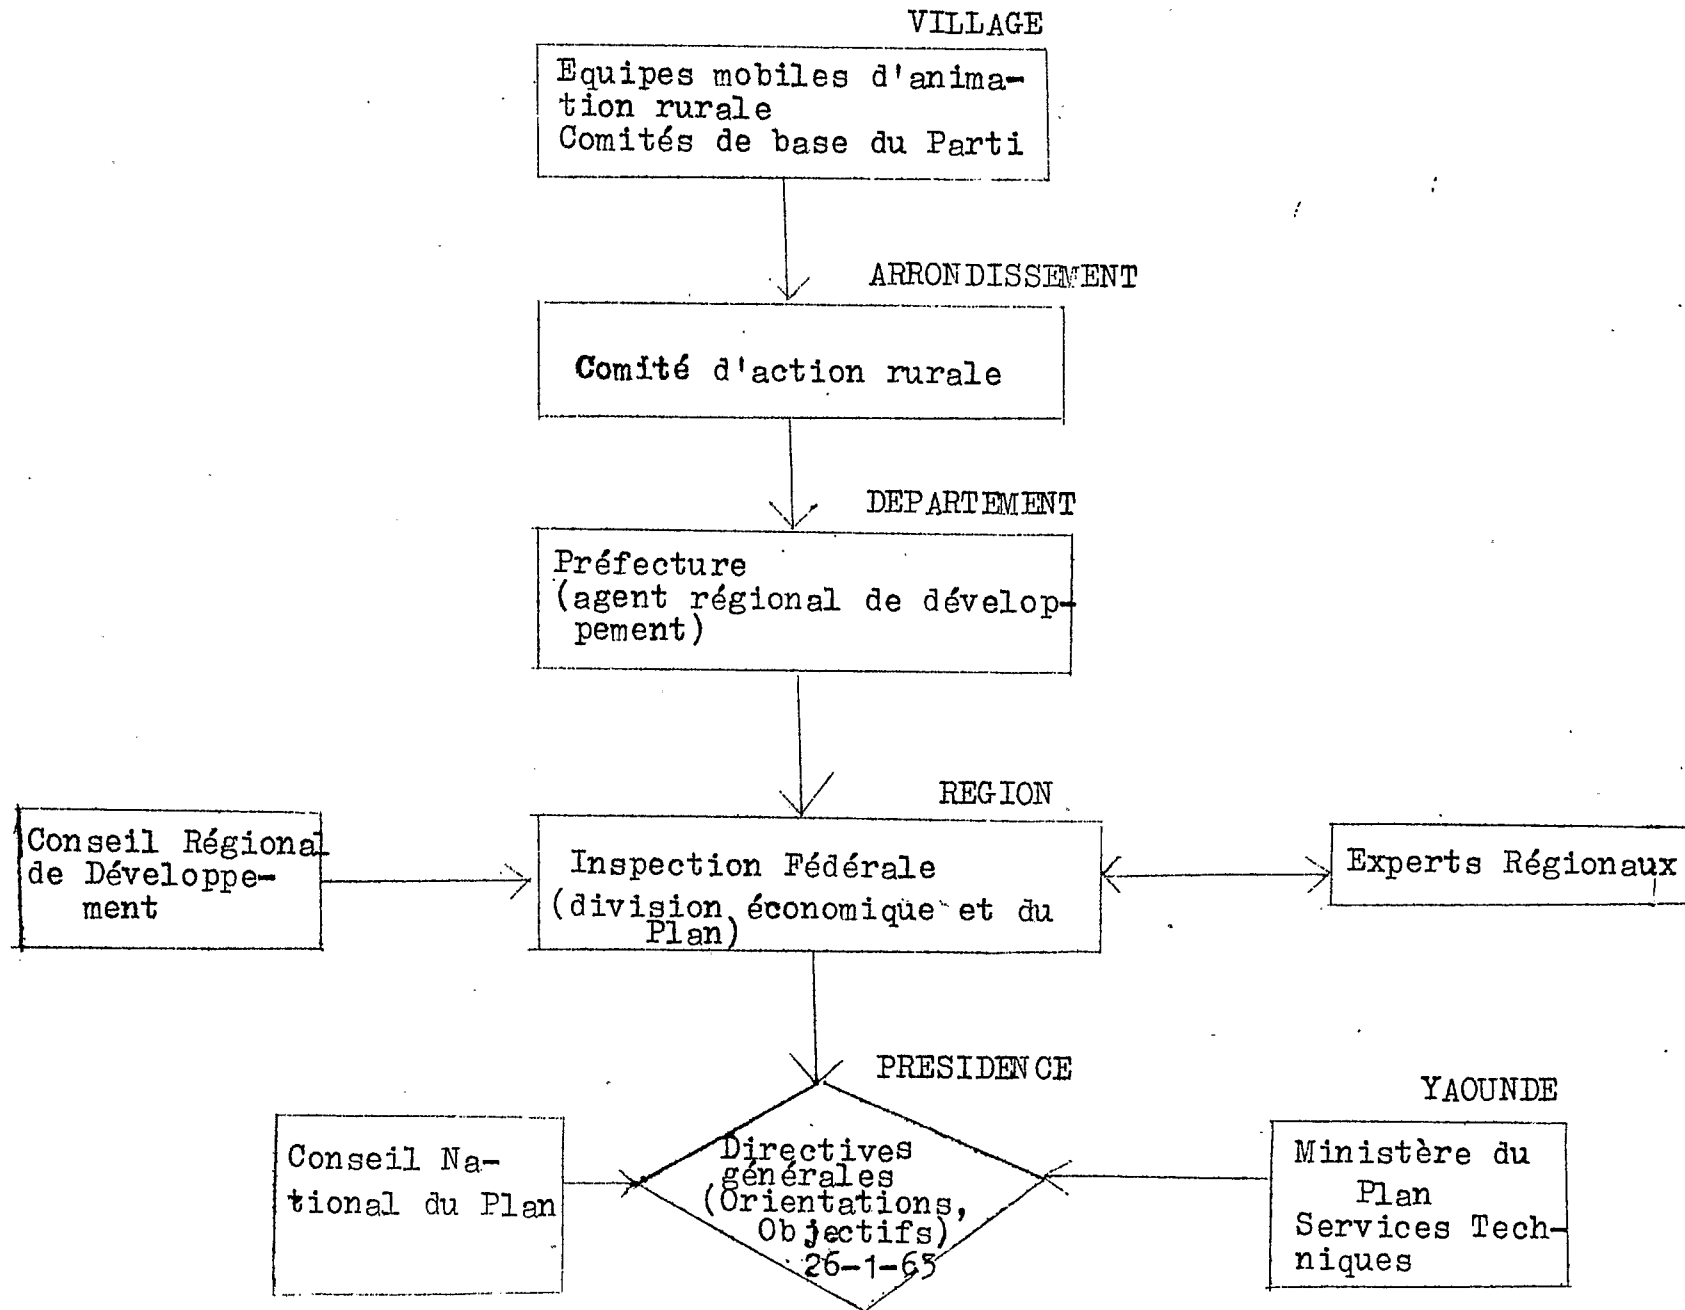 VILLAGE
Equipes mobiles d'anima-
tion rurale
Comités de base du Parti
ARRONDISSEMENT
Comité d'action rurale
DEPARTEMENT
Préfecture
(agent régional de dévelop-
pement)
REGION
Conseil Régional
de Développe-
ment
Inspection Fédérale
(division économique et du
Plan)
Experts Régionaux
PRESIDENCE
YAOUNDE
Conseil Na-
tional du Plan
Directives
générales
(Orientations,
Objectifs)
26-1-63
Ministère du
Plan
Services Tech-
niques